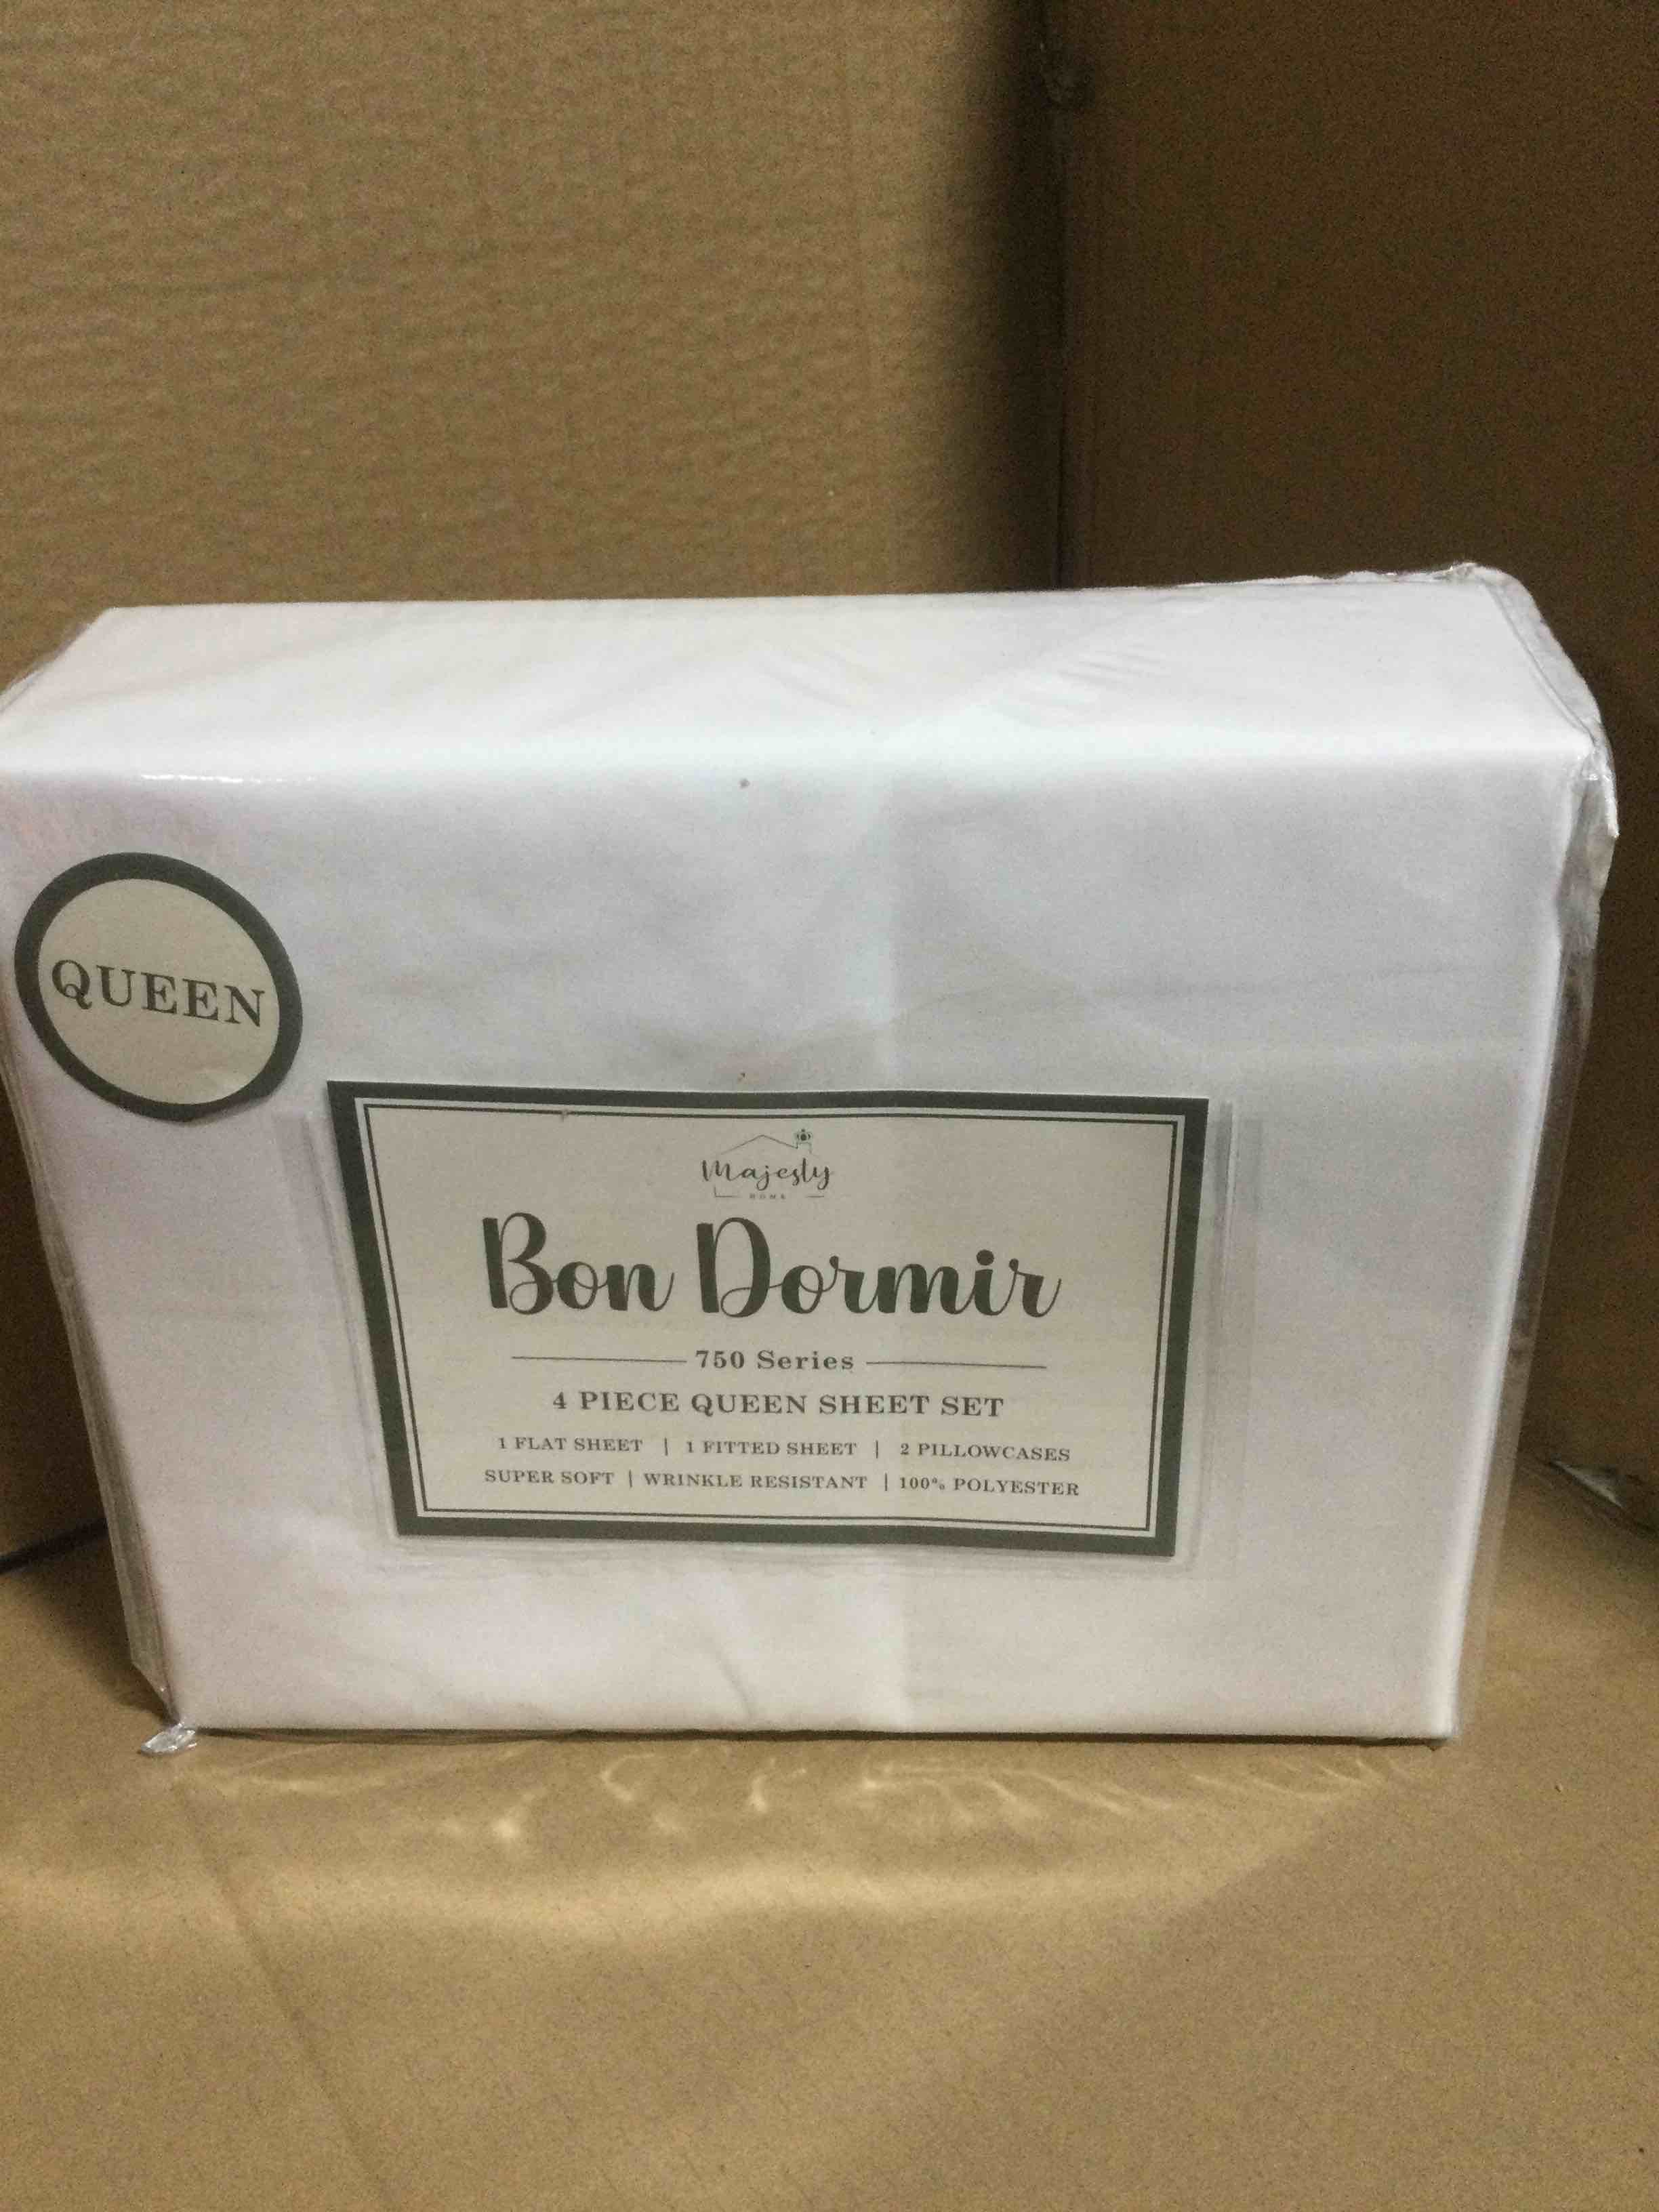 QUEEN
Majesty
HOME
Bon Dormir
750 Series
4 PIECE QUEEN SHEET SET
1 FLAT SHEET | 1 FITTED SHEET | 2 PILLOWCASES
SUPER SOFT | WRINKLE RESISTANT | 100% POLYESTER